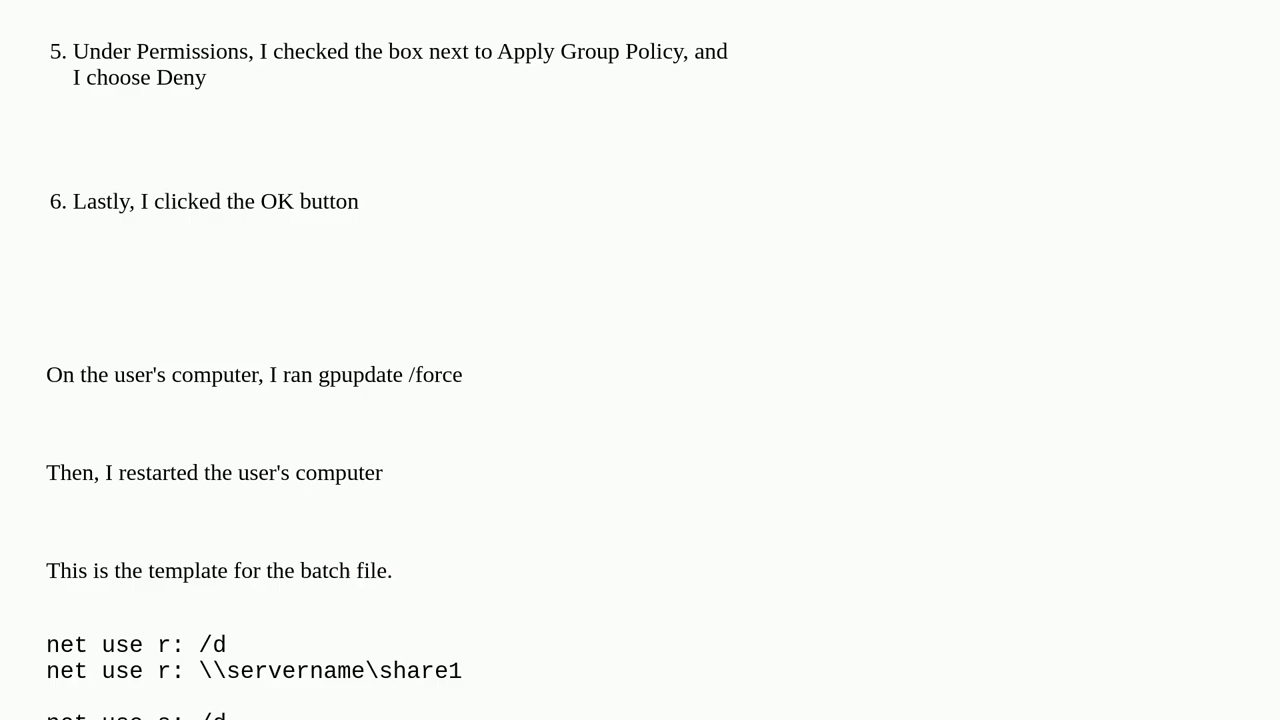 5. Under Permissions, I checked the box next to Apply Group Policy, and
I choose Deny
6. Lastly, I clicked the OK button
On the user's computer, I ran gpupdate /force
Then, I restarted the user's computer
This is the template for the batch file.
net use r: /d
net use r: \\servername\share1
net use s: /d